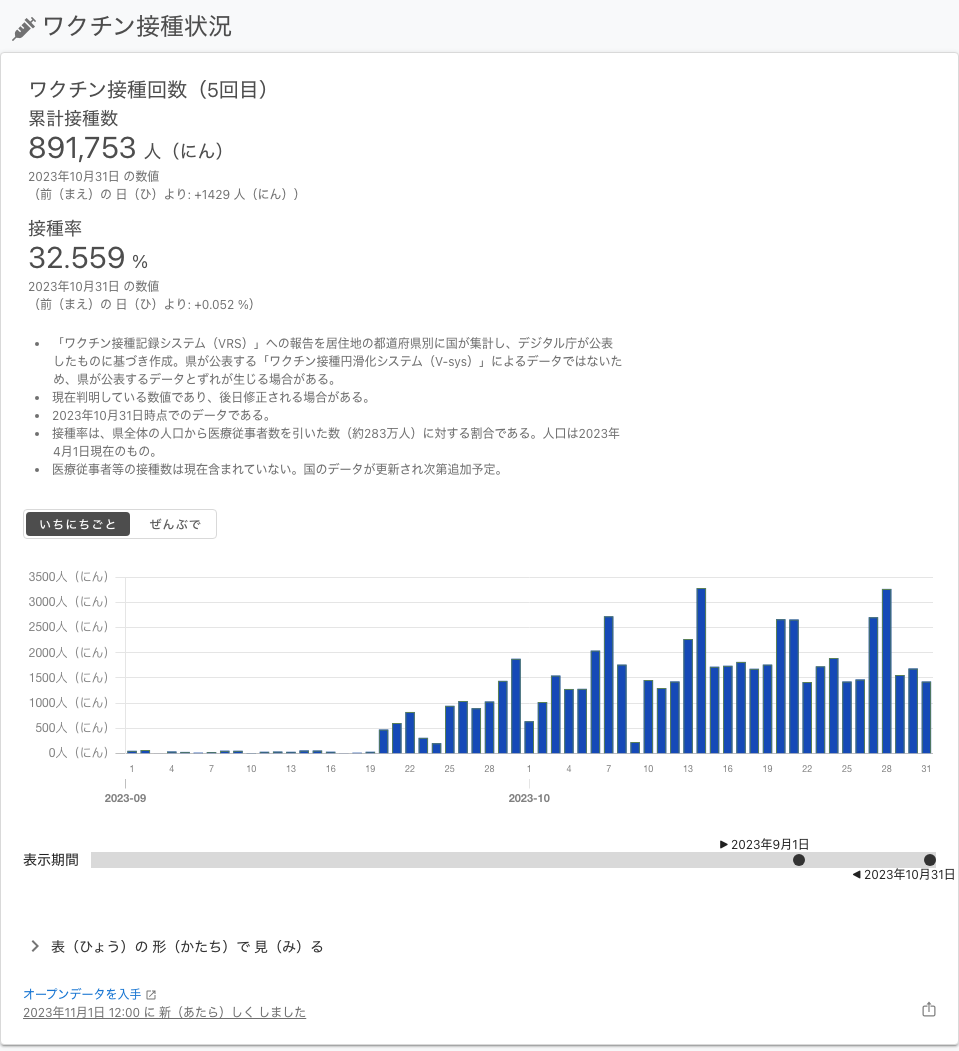 ワクチン接種状況
ワクチン接種回数（5回目）
累計接種数
891,753 人（にん）
2023年10月31日 の数値
（前（まえ）の 日（ひ）より: +1429 人（にん））
接種率
32.559 %
2023年10月31日 の数値
（前（まえ）の 日（ひ）より: +0.052 %）
• 「ワクチン接種記録システム（VRS）」への報告を居住地の都道府県別に国が集計し、デジタル庁が公表
したものに基づき作成。県が公表する「ワクチン接種円滑化システム（V-sys）」によるデータではないた
め、県が公表するデータとずれが生じる場合がある。
• 現在判明している数値であり、後日修正される場合がある。
• 2023年10月31日時点でのデータである。
• 接種率は、県全体の人口から医療従事者数を引いた数（約283万人）に対する割合である。人口は2023年
4月1日現在のもの。
• 医療従事者等の接種数は現在含まれていない。国のデータが更新され次第追加予定。
いちにちごと ぜんぶで
3500人（にん）
3000人（にん）
2500人（にん）
2000人（にん）
1500人（にん）
1000人（にん）
500人（にん）
0人（にん）
1 4 7 10 13 16 19 22 25 28 1 4 7 10 13 16 19 22 25 28 31
2023-09 2023-10
▶ 2023年9月1日
表示期間
◀ 2023年10月31日
表（ひょう）の 形（かたち）で 見（み）る
オープンデータを入手
2023年11月1日 12:00 に 新（あたら）しく しました